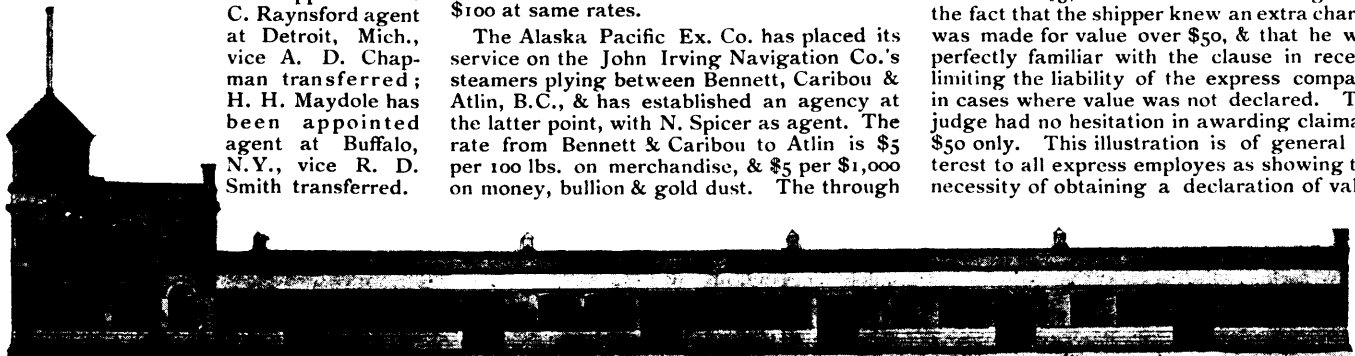 C. Raynsford agent
at Detroit, Mich.,
vice A. D. Chap-
man transferred;
H. H. Maydole has
been appointed
agent at Buffalo,
N.Y., vice R. D.
Smith transferred.
$100 at same rates.
The Alaska Pacific Ex. Co. has placed its
service on the John Irving Navigation Co.'s
steamers plying between Bennett, Caribou &
Atlin, B.C., & has established an agency at
the latter point, with N. Spicer as agent. The
rate from Bennett & Caribou to Atlin is $5
per 100 lbs. on merchandise, & $5 per $1,000
on money, bullion & gold dust. The through
the fact that the shipper knew an extra char
was made for value over $50, & that he w
perfectly familiar with the clause in rece
limiting the liability of the express compa
in cases where value was not declared. T
judge had no hesitation in awarding claima
$50 only. This illustration is of general
terest to all express employes as showing t
necessity of obtaining a declaration of val